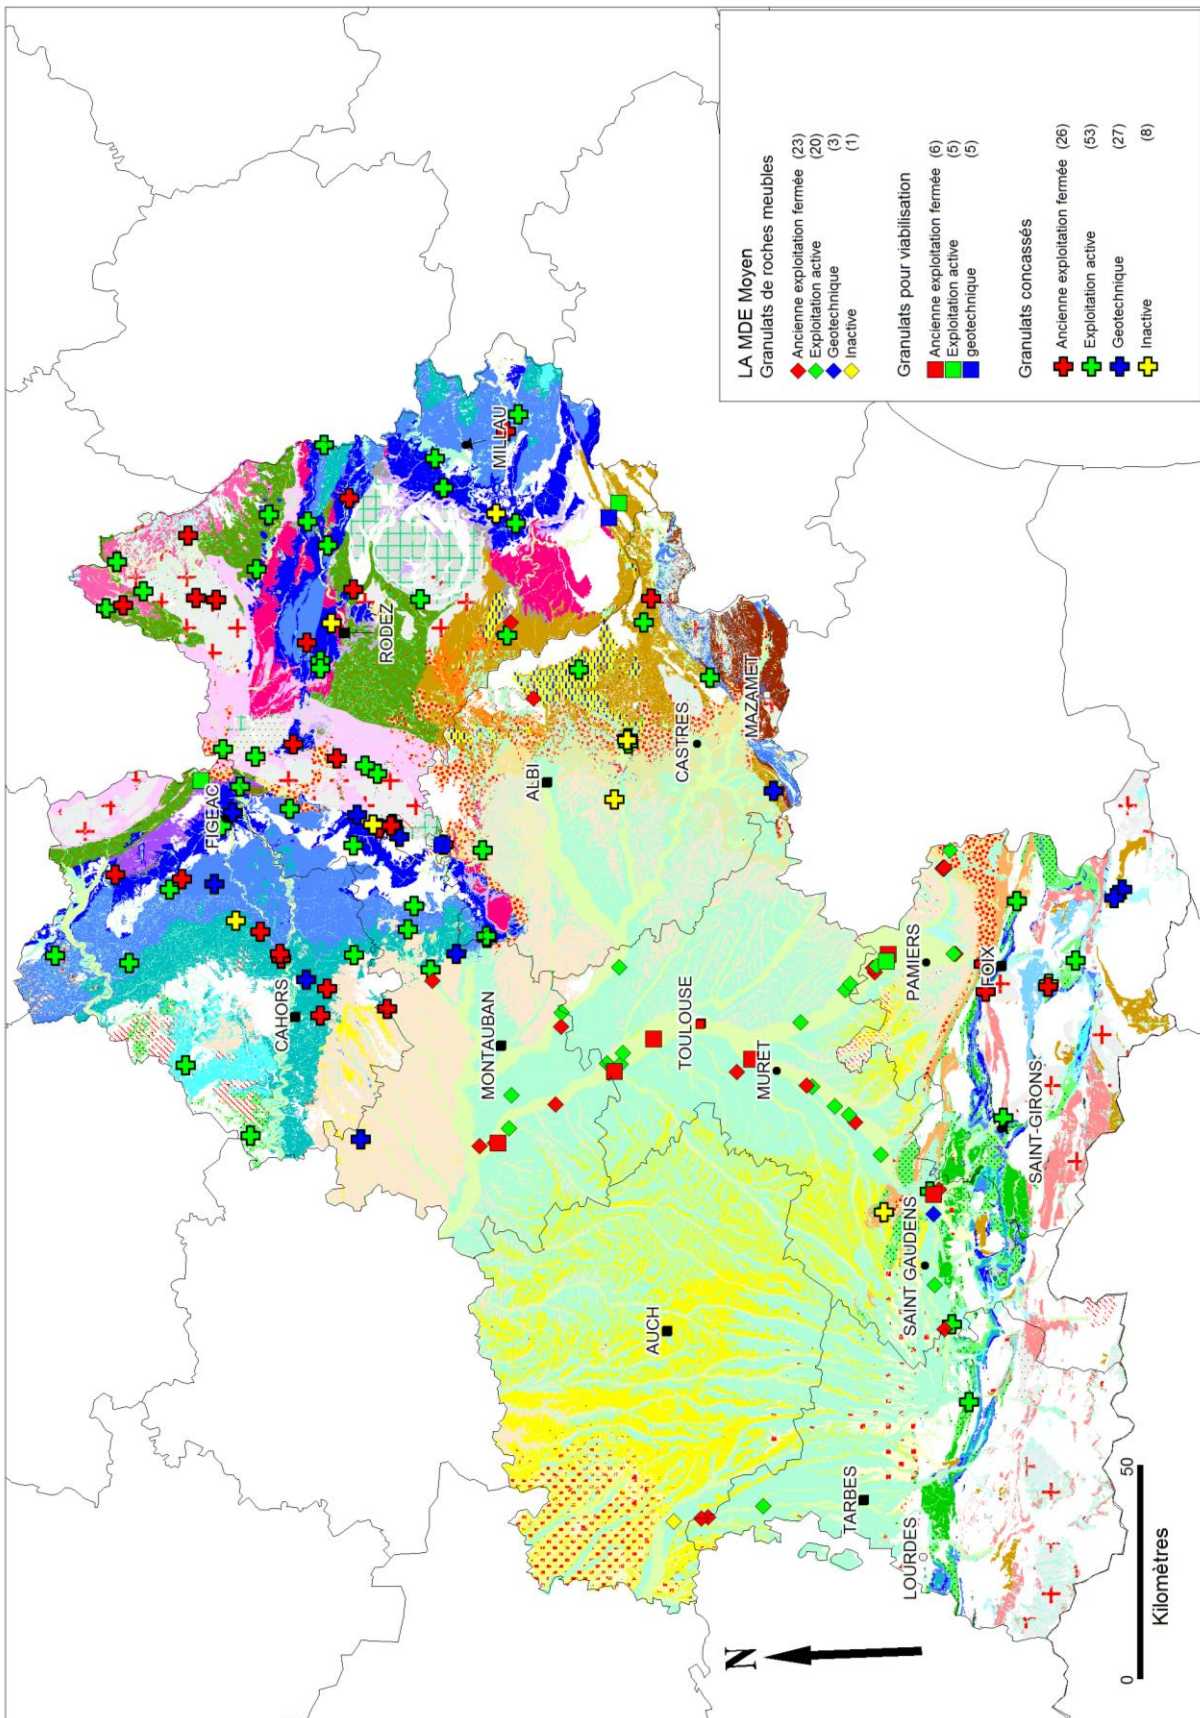 FIGEAC
CAHORS
RODEZ
MILLAU
MONTAUBAN
ALBI
CASTRES
MAZAMET
AUCH
TOULOUSE
MURET
TARBES
LOURDES
SAINT GAUDENS
PAMIERS
FOIX
SAINT-GIRONS
N
0 50
Kilomètres
LA MDE Moyen
Granulats de roches meubles
Ancienne exploitation fermée (23)
Exploitation active (20)
Géotechnique (3)
Inactive (1)
Granulats pour viabilisation
Ancienne exploitation fermée (6)
Exploitation active (5)
geotechnique (5)
Granulats concassés
Ancienne exploitation fermée (26)
Exploitation active (53)
Geotechnique (27)
Inactive (8)